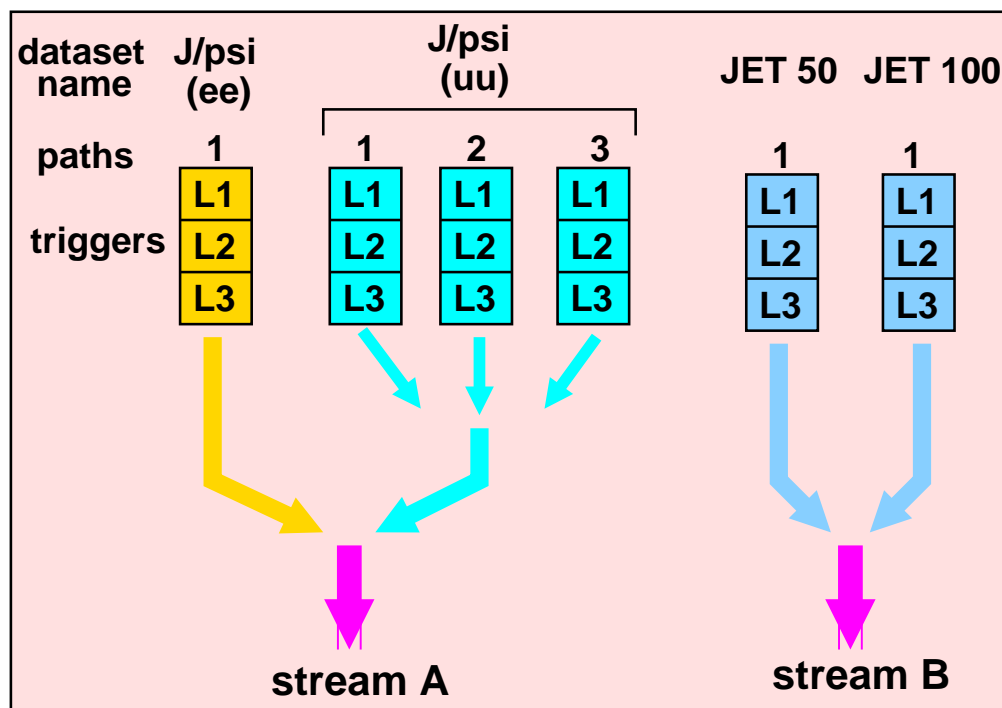 dataset name
J/psi (ee)
J/psi (uu)
JET 50
JET 100
paths
1
1
2
3
1
1
triggers
L1
L1
L1
L1
L1
L1
L2
L2
L2
L2
L2
L2
L3
L3
L3
L3
L3
L3
stream A
stream B